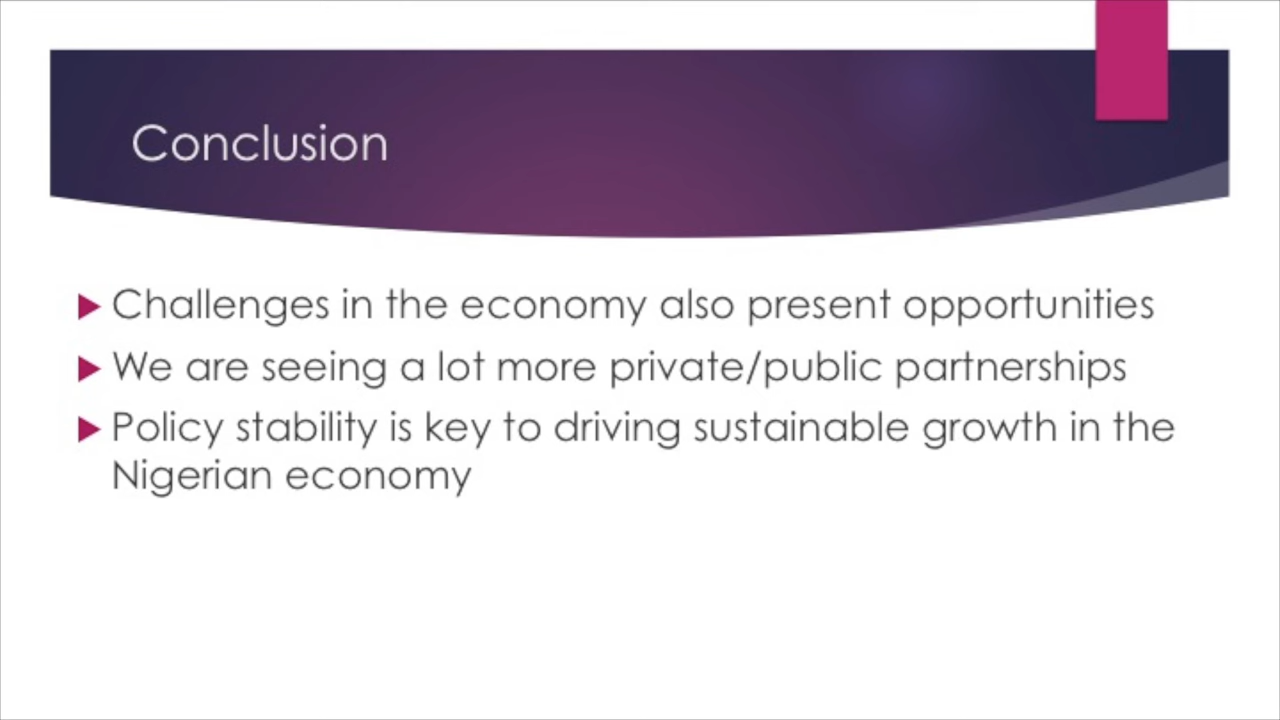 Conclusion
Challenges in the economy also present opportunities
We are seeing a lot more private/public partnerships
Policy stability is key to driving sustainable growth in the
Nigerian economy